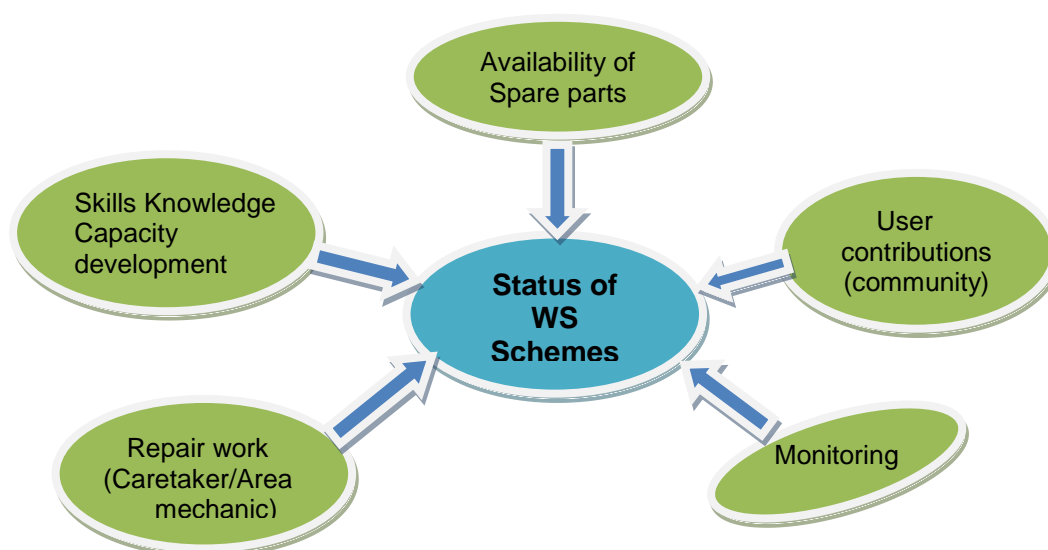 Availability of
Spare parts
Skills Knowledge
Capacity
development
User
contributions
(community)
Status of
WS
Schemes
Repair work
(Caretaker/Area
mechanic)
Monitoring